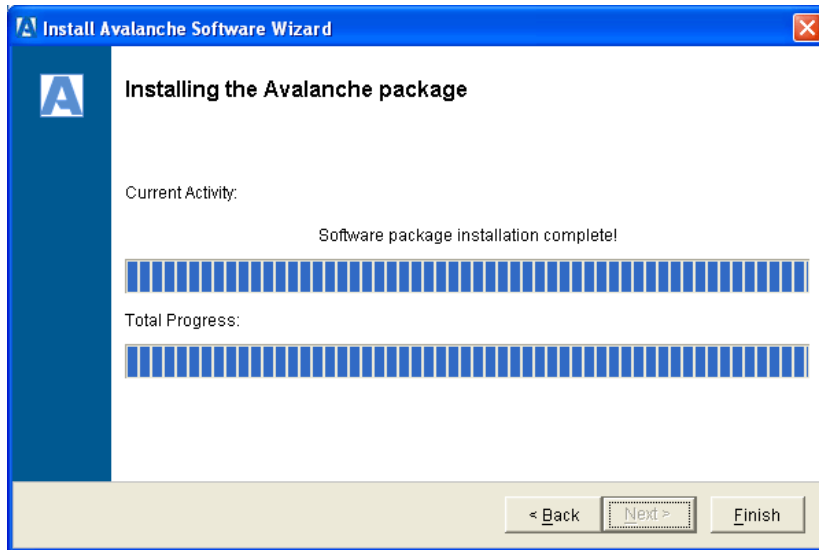 Install Avalanche Software Wizard
A
Installing the Avalanche package
Current Activity:
Software package installation complete!
Total Progress:
< Back Next > Finish